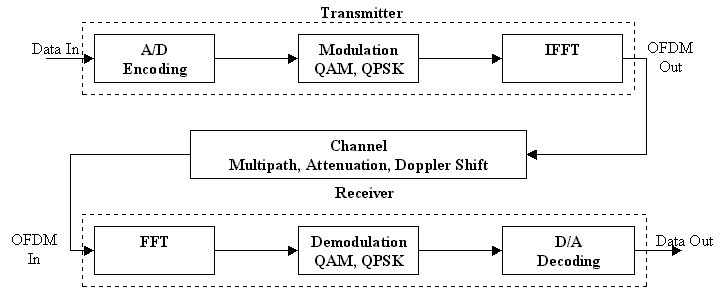 Transmitter
Data In
A/D
Encoding
Modulation
QAM, QPSK
IFFT
OFDM
Out
Channel
Multipath, Attenuation, Doppler Shift
Receiver
OFDM
In
FFT
Demodulation
QAM, QPSK
D/A
Decoding
Data Out